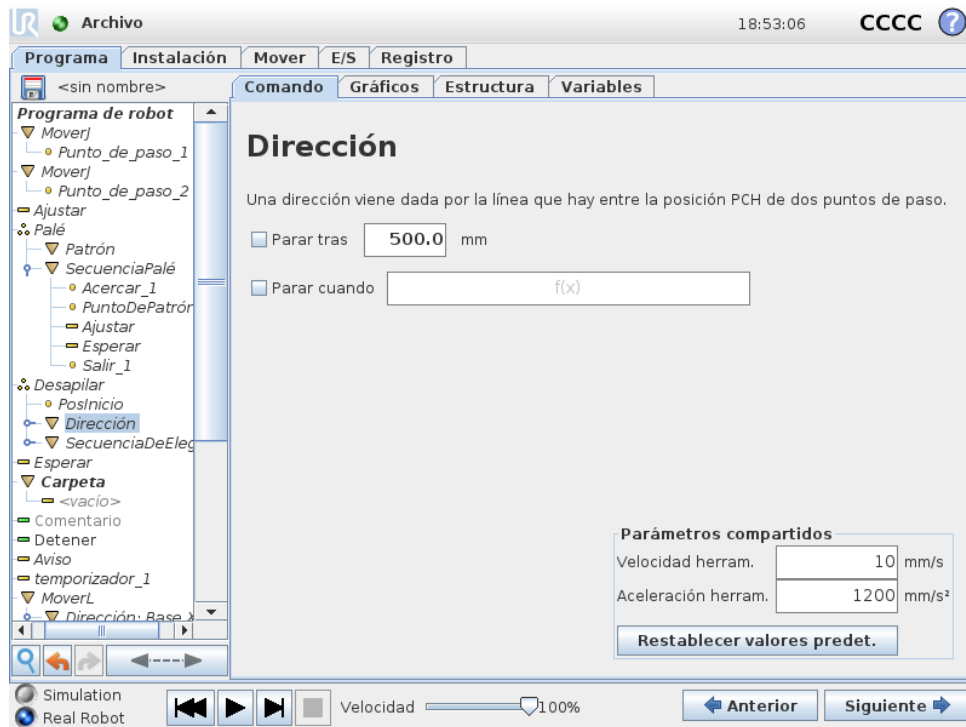 UR
Archivo
18:53:06
CCCC
?
Programa
Instalación
Mover
E/S
Registro
<sin nombre>
Comando
Gráficos
Estructura
Variables
Programa de robot
MoverJ
Punto_de_paso_1
MoverJ
Punto_de_paso_2
Ajustar
Palé
Patrón
SecuenciaPalé
Acercar_1
PuntoDePatrór
Ajustar
Esperar
Salir_1
Desapilar
PosInicio
Dirección
SecuenciaDeEleg
Esperar
Carpeta
<vacío>
Comentario
Detener
Aviso
temporizador_1
MoverL
Dirección: Base X
Dirección
Una dirección viene dada por la línea que hay entre la posición PCH de dos puntos de paso.
Parar tras 500.0 mm
Parar cuando f(x)
Parámetros compartidos
Velocidad herram. 10 mm/s
Aceleración herram. 1200 mm/s²
Restablecer valores predet.
Simulation
Real Robot
Velocidad 100%
Anterior
Siguiente